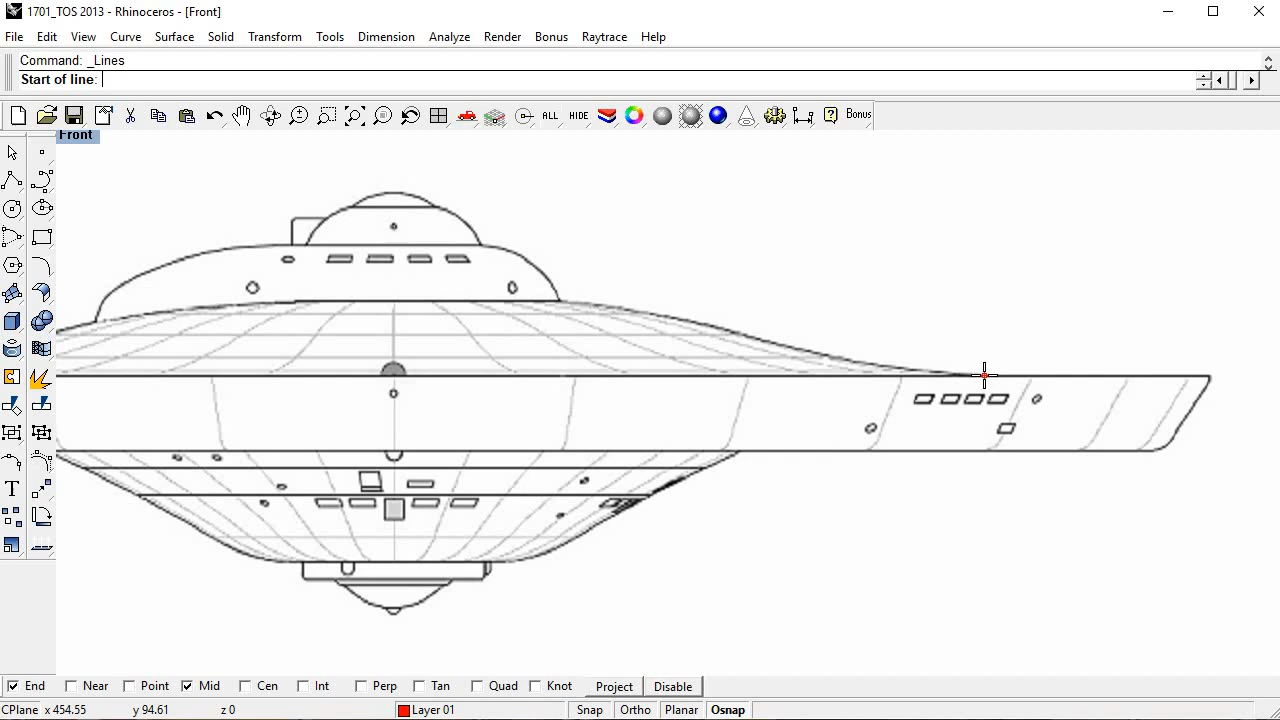 1701_TOS 2013 - Rhinoceros - [Front]
File Edit View Curve Surface Solid Transform Tools Dimension Analyze Render Bonus Raytrace Help
Command: _Lines
Start of line:
ALL HIDE Bonus
Front
T
End Near Point Mid Cen Int Perp Tan Quad Knot Project Disable
CPlane x 454.55 y 94.61 z 0 Layer 01 Snap Ortho Planar Osnap